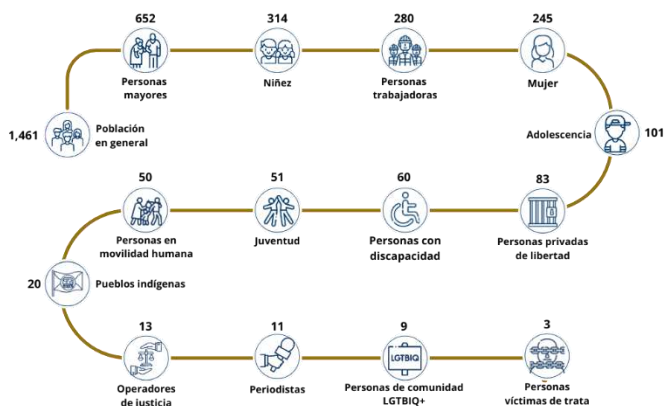 652
Personas
mayores
314
Niñez
280
Personas
trabajadoras
245
Mujer
1,461
Población
en general
Adolescencia
101
50
Personas en
movilidad humana
51
Juventud
60
Personas con
discapacidad
83
Personas privadas
de libertad
20
Pueblos indígenas
13
Operadores
de justicia
11
Periodistas
9
LGTBIQ
Personas de comunidad
LGTBIQ+
3
Personas
víctimas de trata